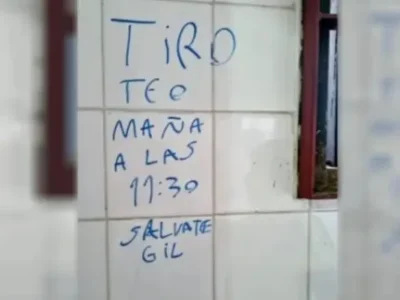 TiRO
TEO
MAÑA
A LAS
11:30
SALVATE
GIL